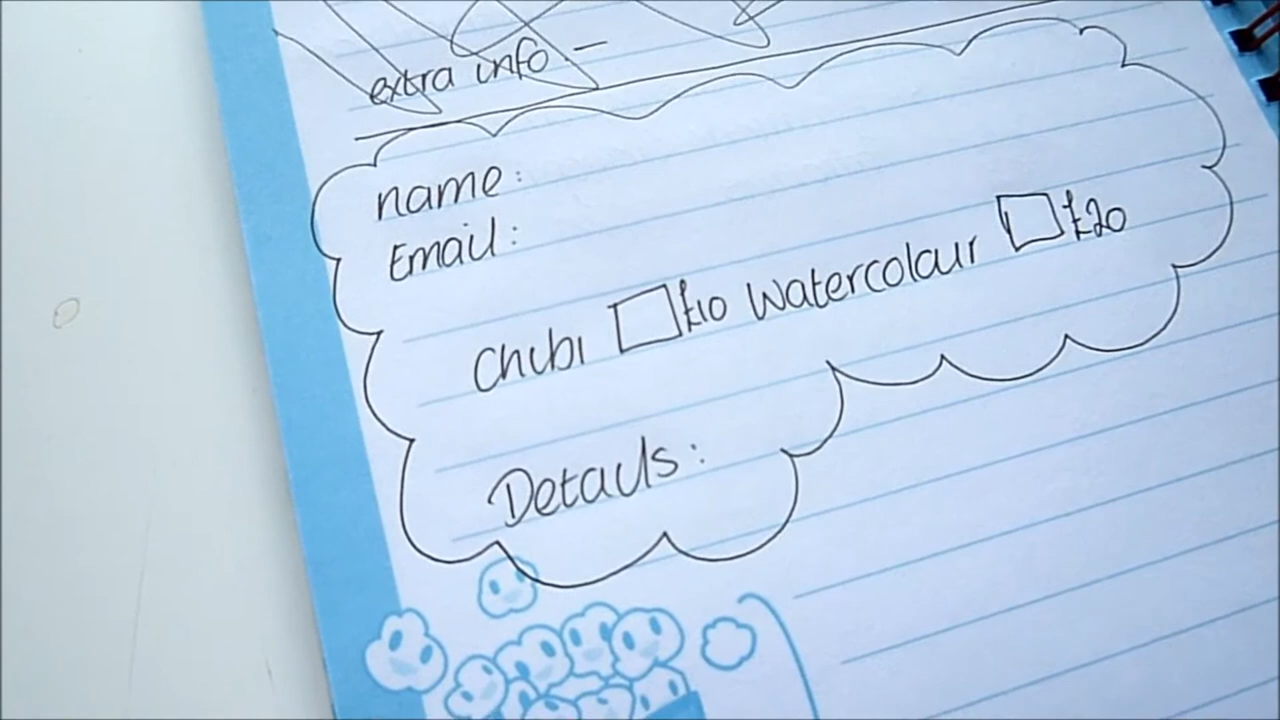 extra info -
name:
Email:
Chibi £10 Watercolour £20
Details: